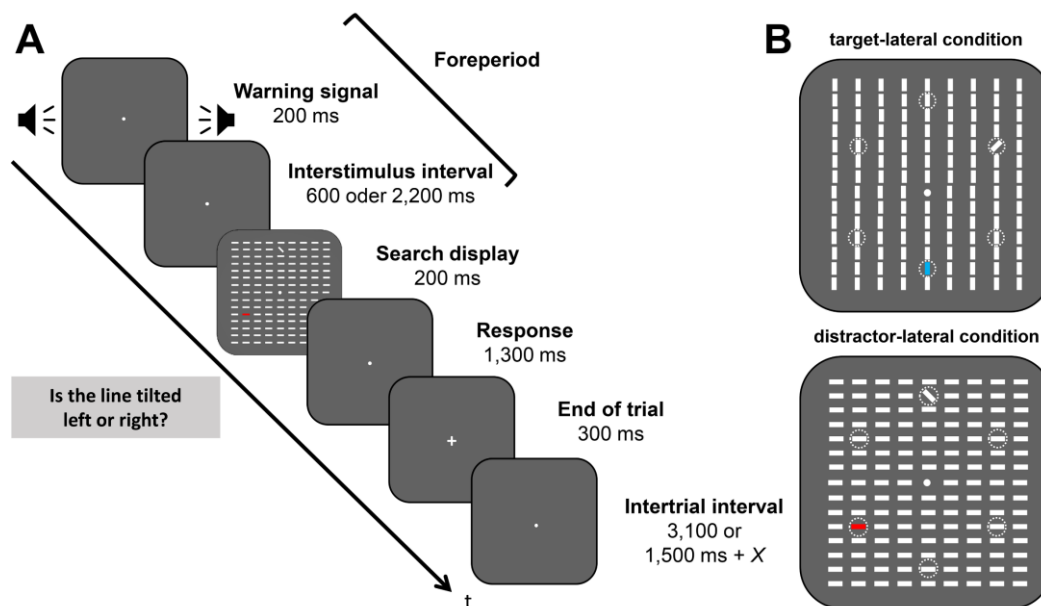 A
Foreperiod
Warning signal
200 ms
Interstimulus interval
600 oder 2,200 ms
Search display
200 ms
Response
1,300 ms
Is the line tilted
left or right?
End of trial
300 ms
Intertrial interval
3,100 or
1,500 ms + X
t
B
target-lateral condition
distractor-lateral condition